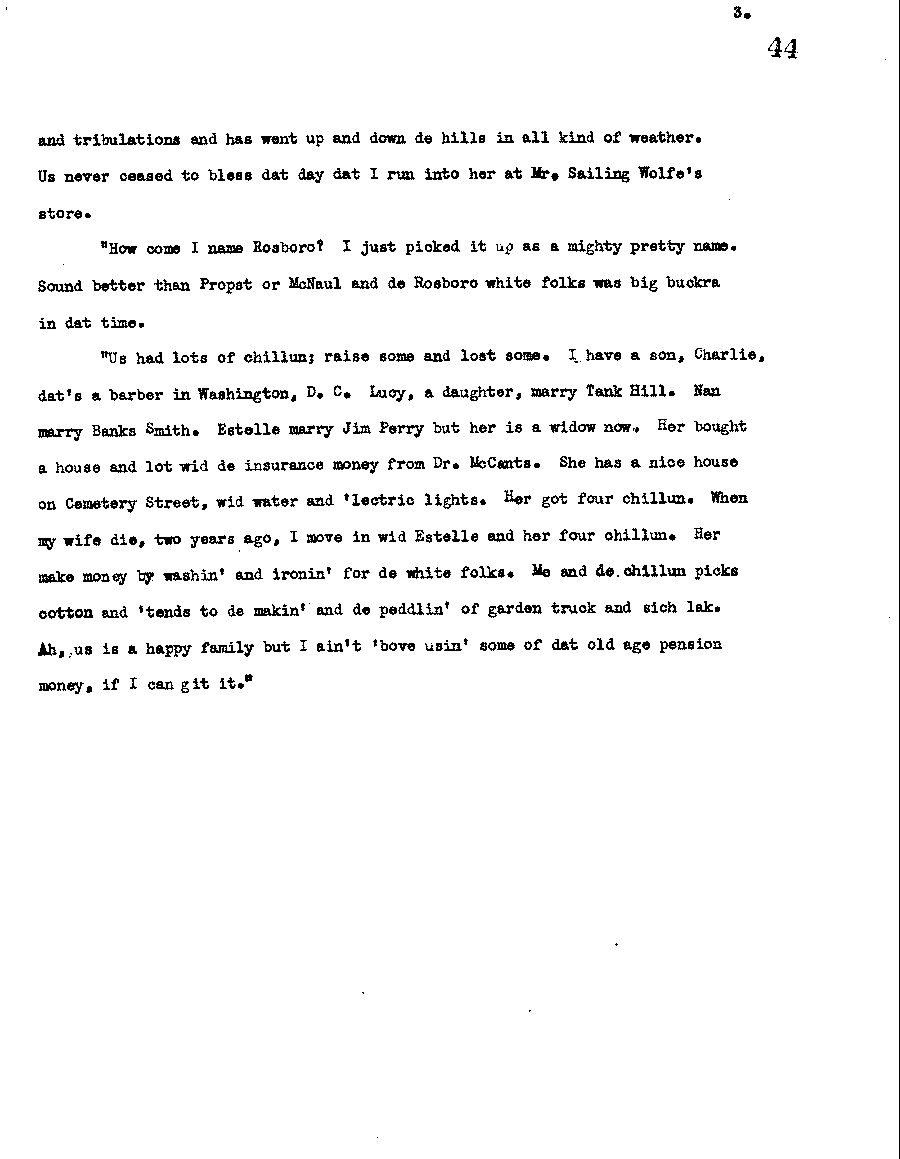 3.
44
and tribulations and has went up and down de hills in all kind of weather.
Us never ceased to bless dat day dat I run into her at Mr. Sailing Wolfe's
store.
"How come I name Rosboro? I just picked it up as a mighty pretty name.
Sound better than Propst or McNaul and de Rosboro white folks was big buckra
in dat time.
"Us had lots of chillun; raise some and lost some. I have a son, Charlie,
dat's a barber in Washington, D. C. Lucy, a daughter, marry Tank Hill. Nan
marry Banks Smith. Estelle marry Jim Perry but her is a widow now. Her bought
a house and lot wid de insurance money from Dr. McCants. She has a nice house
on Cemetery Street, wid water and 'lectric lights. Her got four chillun. When
my wife die, two years ago, I move in wid Estelle and her four chillun. Her
make money by washin' and ironin' for de white folks. Me and de chillun picks
cotton and 'tends to de makin' and de peddlin' of garden truck and sich lak.
Ah, us is a happy family but I ain't 'bove usin' some of dat old age pension
money, if I can git it."